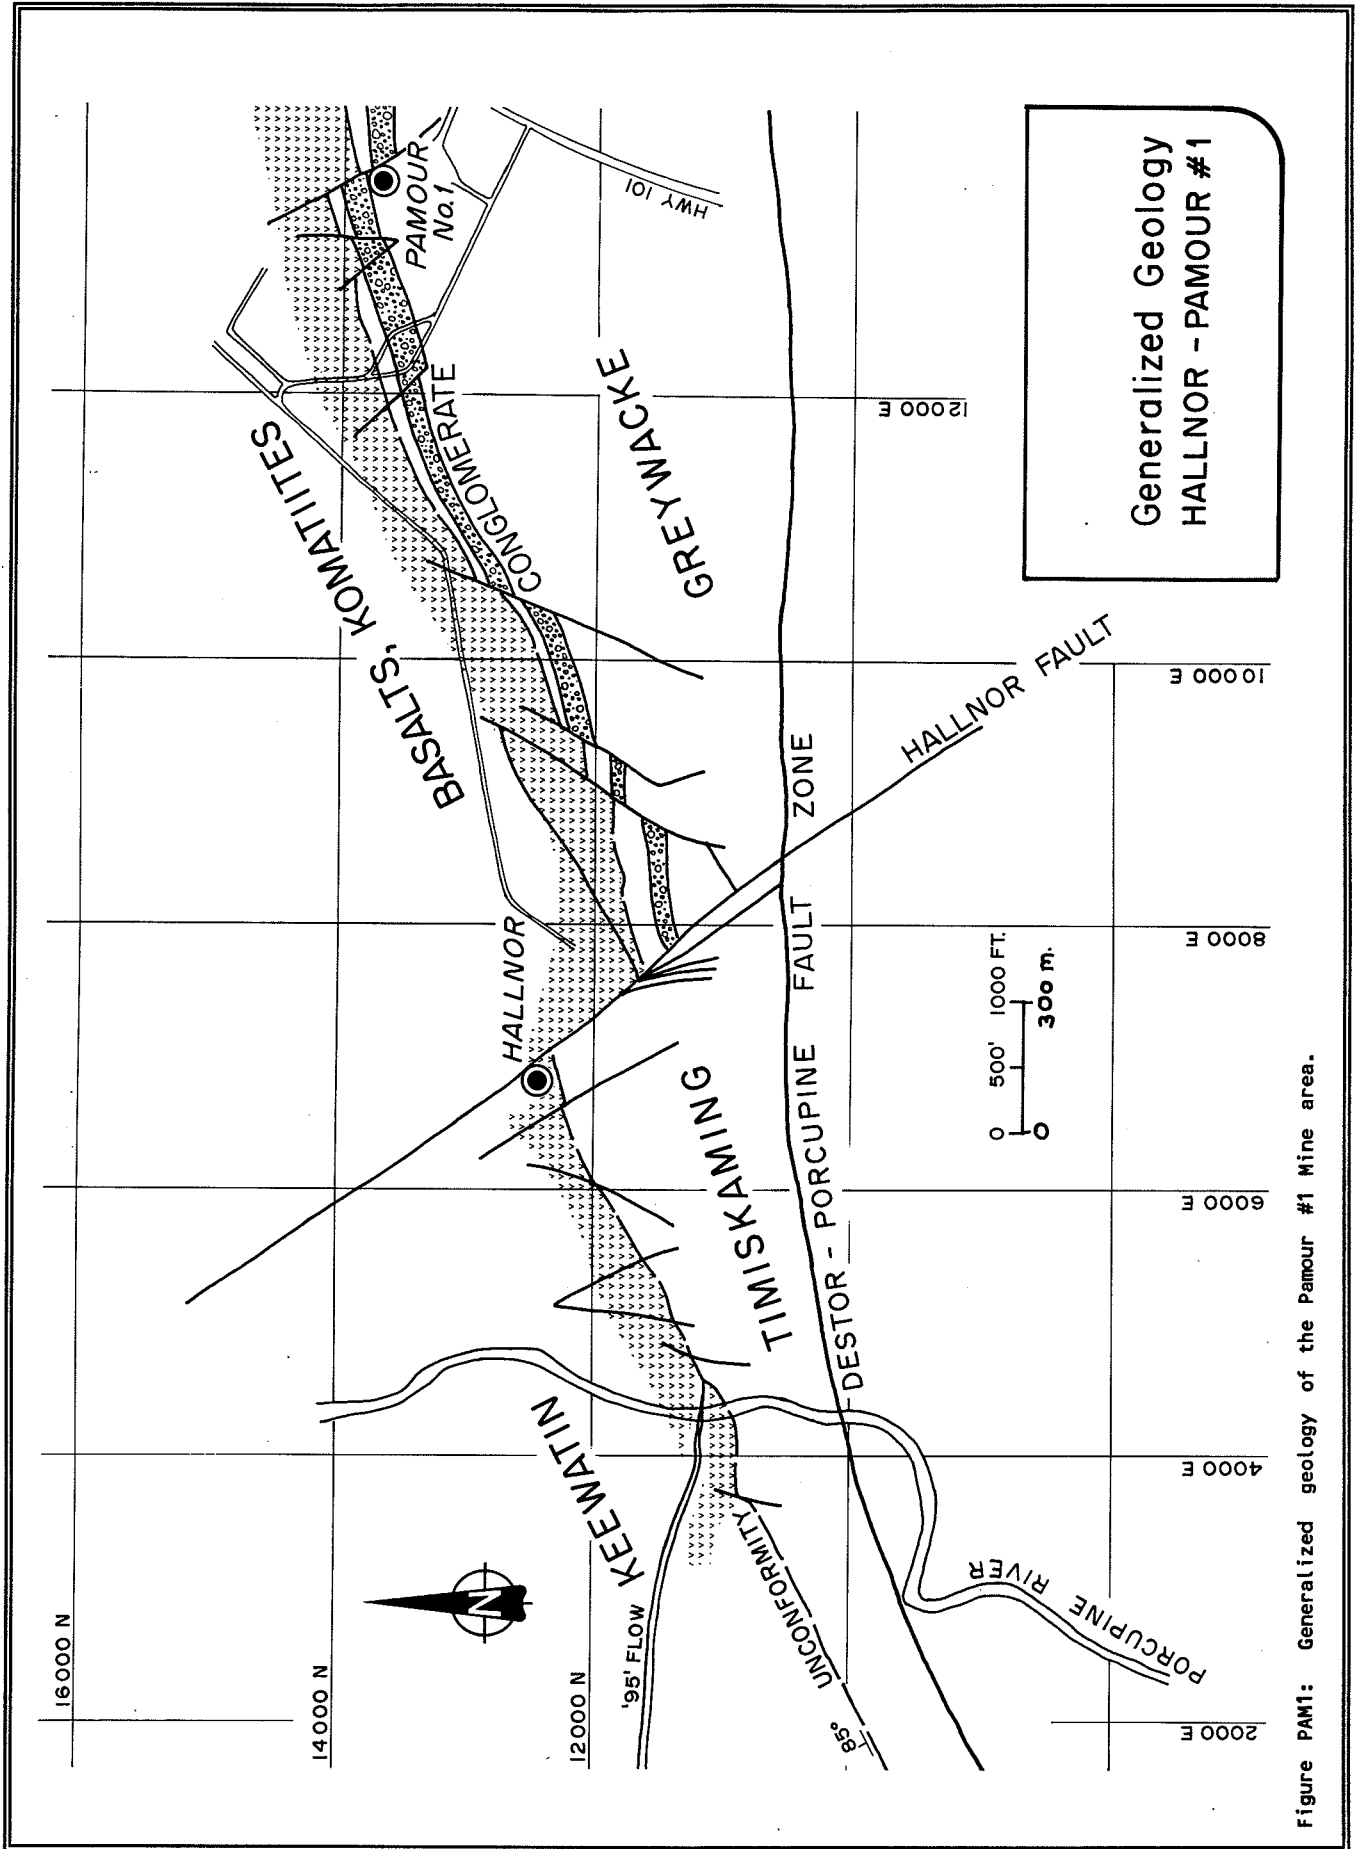 16000 N
14000 N
12000 N
2000 E
4000 E
6000 E
8000 E
10000 E
12000 E
N
KEEWATIN
BASALTS, KOMATIITES
CONGLOMERATE
GREYWACKE
TIMISKAMING
HALLNOR
PAMOUR
No.1
HWY 101
'95' FLOW
UNCONFORMITY
85°
DESTOR - PORCUPINE FAULT ZONE
HALLNOR FAULT
PORCUPINE RIVER
0 500' 1000 FT.
0 300 m.
Generalized Geology
HALLNOR - PAMOUR #1
Figure PAM1: Generalized geology of the Pamour #1 Mine area.